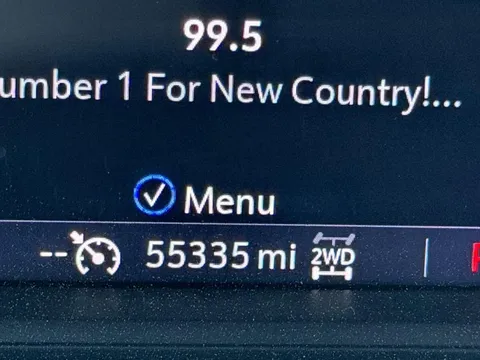 99.5
umber 1 For New Country!...
Menu
-- 55335 mi 2WD